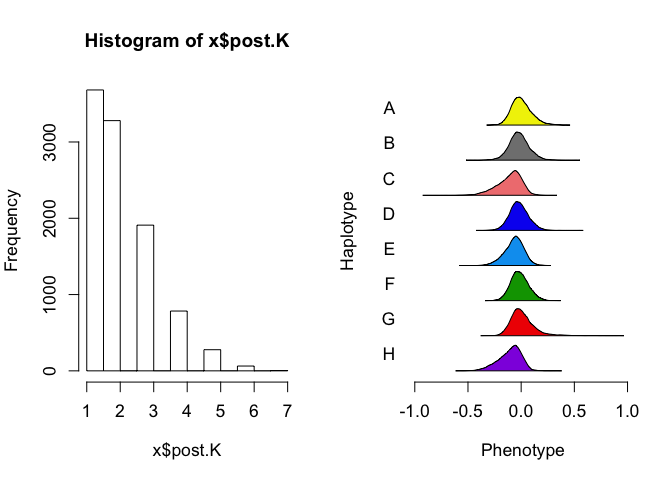 Histogram of x$post.K
Frequency
0
1000
2000
3000
1 2 3 4 5 6 7
x$post.K
Haplotype
A
B
C
D
E
F
G
H
-1.0 -0.5 0.0 0.5 1.0
Phenotype